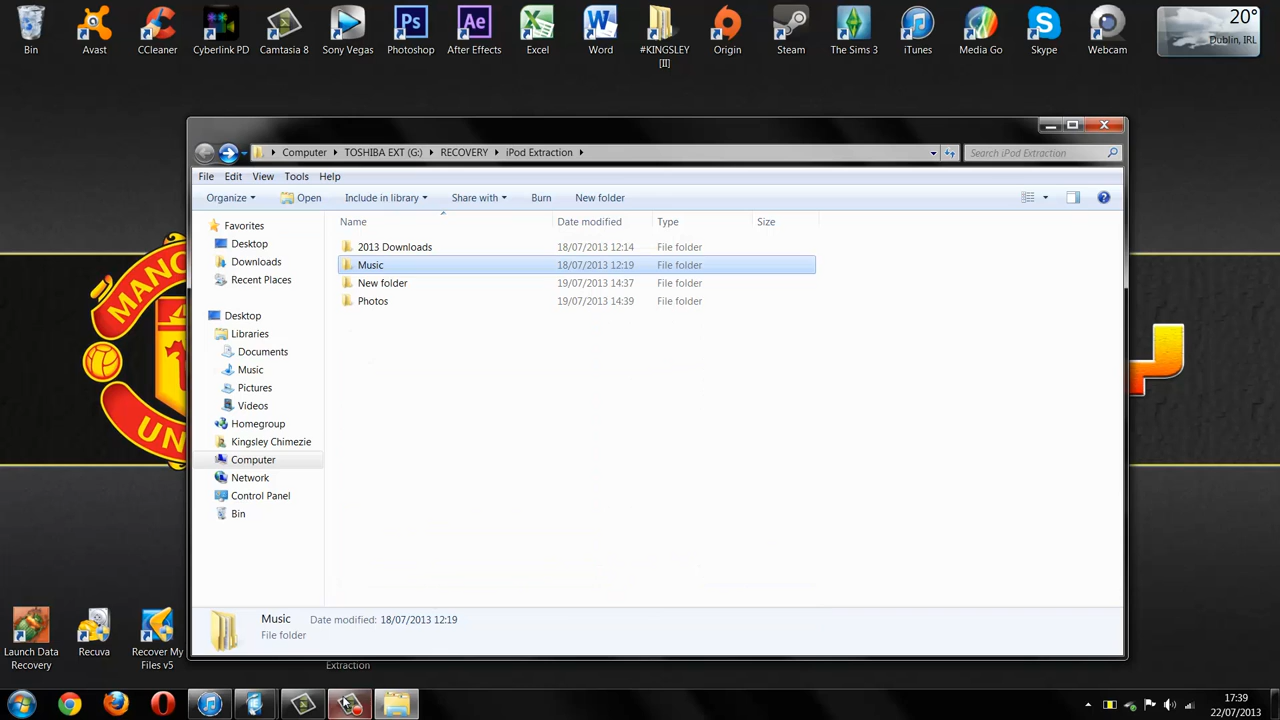 Bin
Avast
CCleaner
Cyberlink PD
Camtasia 8
Sony Vegas
Photoshop
After Effects
Excel
Word
#KINGSLEY
[II]
Origin
Steam
The Sims 3
iTunes
Media Go
Skype
Webcam
20°
Dublin, IRL
Computer
TOSHIBA EXT (G:)
RECOVERY
iPod Extraction
Search iPod Extraction
File
Edit
View
Tools
Help
Organize
Open
Include in library
Share with
Burn
New folder
Name
Date modified
Type
Size
Favorites
Desktop
Downloads
Recent Places
Desktop
Libraries
Documents
Music
Pictures
Videos
Homegroup
Kingsley Chimezie
Computer
Network
Control Panel
Bin
2013 Downloads 18/07/2013 12:14 File folder
Music 18/07/2013 12:19 File folder
New folder 19/07/2013 14:37 File folder
Photos 19/07/2013 14:39 File folder
Music Date modified: 18/07/2013 12:19
File folder
MANC
UN
Launch Data
Recovery
Recuva
Recover My
Files v5
Extraction
17:39
22/07/2013